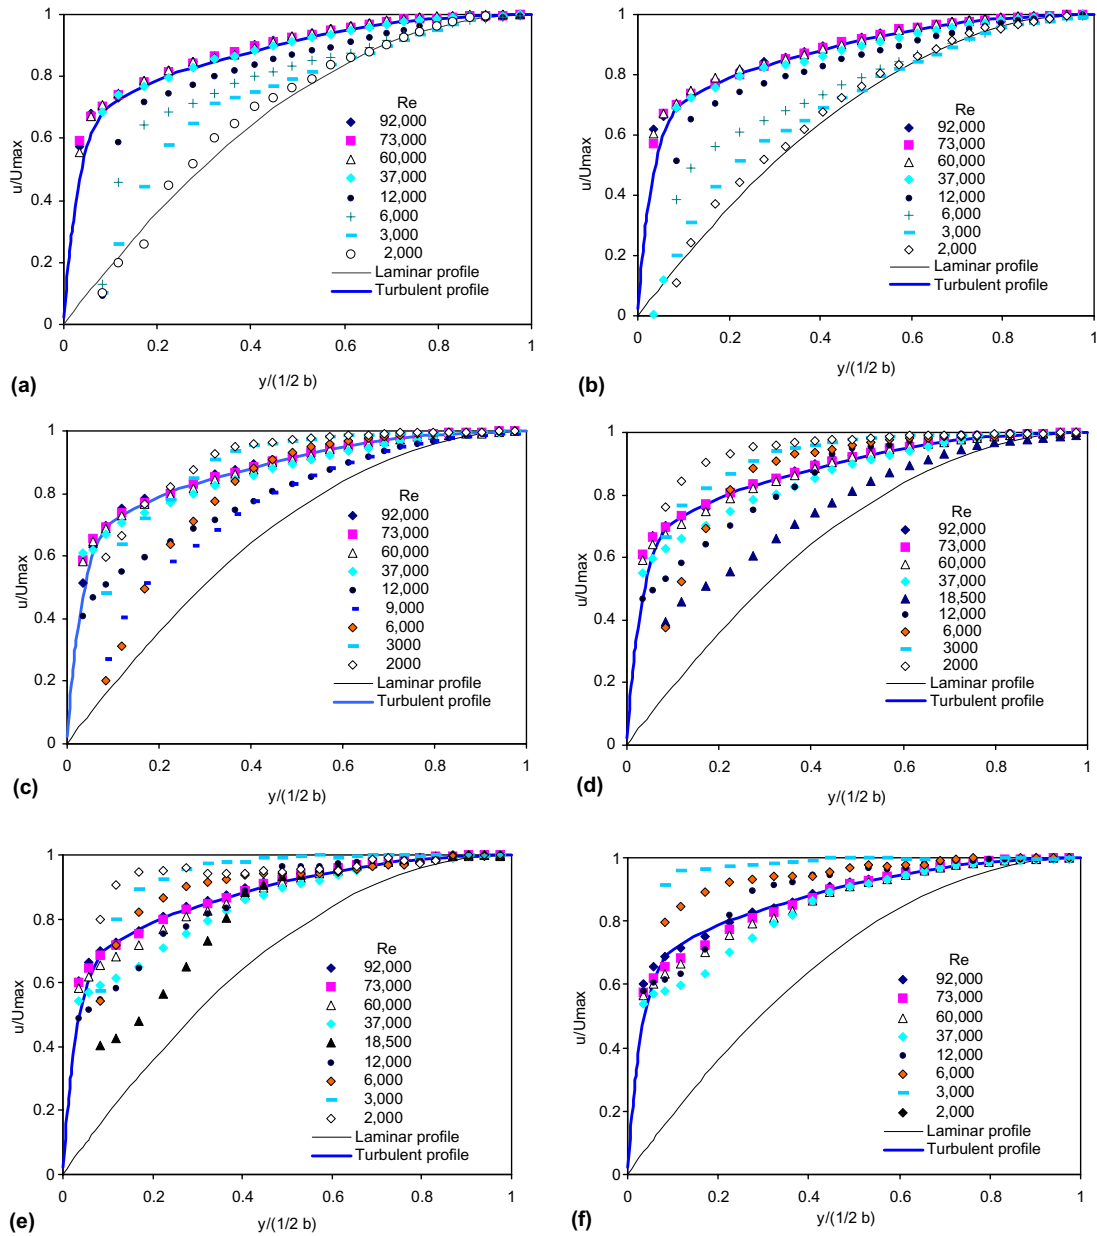 1
0.8
0.6
0.4
0.2
0
u/Umax
Re
92,000
73,000
60,000
37,000
12,000
6,000
3,000
2,000
Laminar profile
Turbulent profile
0 0.2 0.4 0.6 0.8 1
(a)
y/(1/2 b)
1
0.8
0.6
0.4
0.2
0
u/Umax
Re
92,000
73,000
60,000
37,000
12,000
6,000
3,000
2,000
Laminar profile
Turbulent profile
0 0.2 0.4 0.6 0.8 1
(b)
y/(1/2 b)
1
0.8
0.6
0.4
0.2
0
u/Umax
Re
92,000
73,000
60,000
37,000
12,000
9,000
6,000
3000
2000
Laminar profile
Turbulent profile
0 0.2 0.4 0.6 0.8 1
(c)
y/(1/2 b)
1
0.8
0.6
0.4
0.2
0
u/Umax
Re
92,000
73,000
60,000
37,000
18,500
12,000
6,000
3000
2000
Laminar profile
Turbulent profile
0 0.2 0.4 0.6 0.8 1
(d)
y/(1/2 b)
1
0.8
0.6
0.4
0.2
0
u/Umax
Re
92,000
73,000
60,000
37,000
18,500
12,000
6,000
3,000
2,000
Laminar profile
Turbulent profile
0 0.2 0.4 0.6 0.8 1
(e)
y/(1/2 b)
1
0.8
0.6
0.4
0.2
0
u/Umax
Re
92,000
73,000
60,000
37,000
12,000
6,000
3,000
2,000
Laminar profile
Turbulent profile
0 0.2 0.4 0.6 0.8 1
(f)
y/(1/2 b)